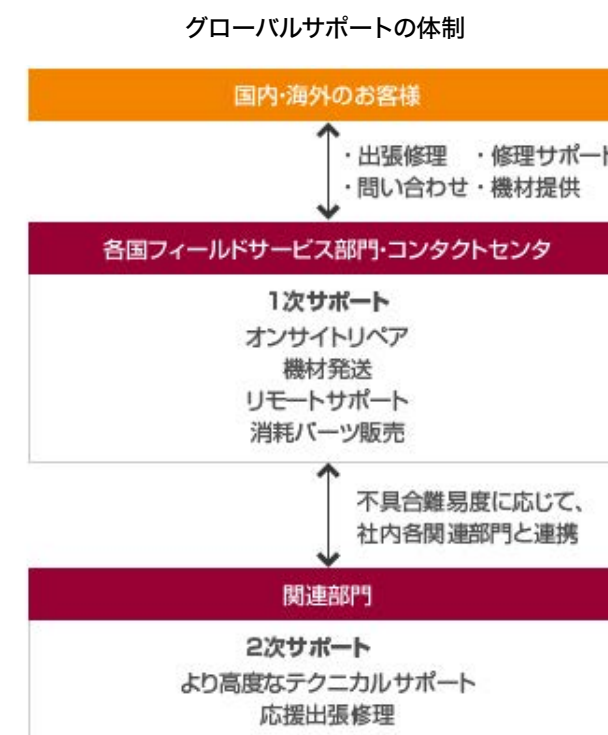 グローバルサポートの体制
国内・海外のお客様
・出張修理 ・修理サポート
・問い合わせ ・機材提供
各国フィールドサービス部門・コンタクトセンタ
1次サポート
オンサイトリペア
機材発送
リモートサポート
消耗パーツ販売
不具合難易度に応じて、
社内各関連部門と連携
関連部門
2次サポート
より高度なテクニカルサポート
応援出張修理